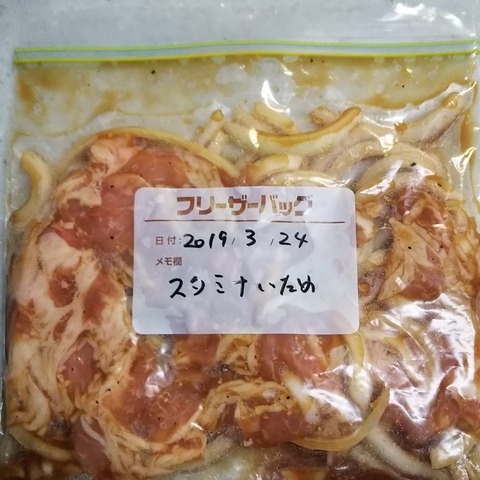 フリーザーバッグ
日付:2019/3/24
メモ欄
スタミナいため